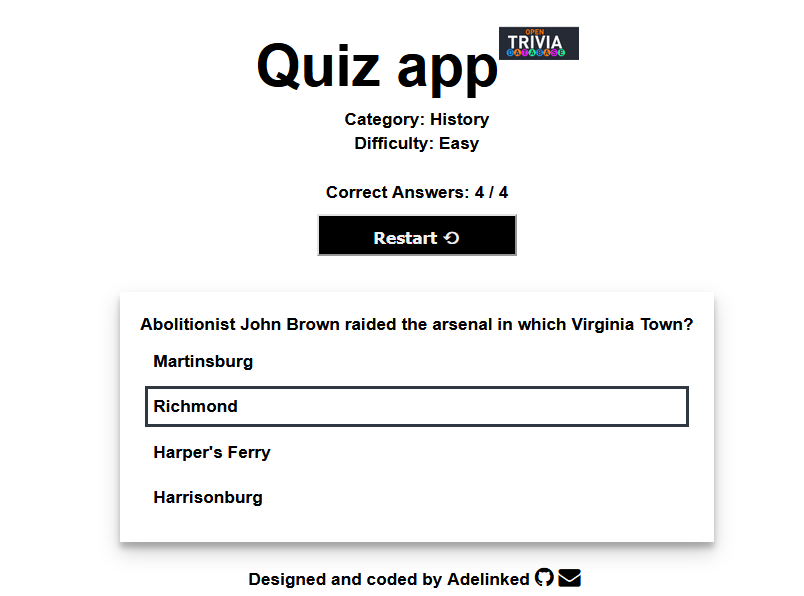 Quiz app
OPEN
TRIVIA
DATABASE
Category: History
Difficulty: Easy
Correct Answers: 4 / 4
Restart
Abolitionist John Brown raided the arsenal in which Virginia Town?
Martinsburg
Richmond
Harper's Ferry
Harrisonburg
Designed and coded by Adelinked